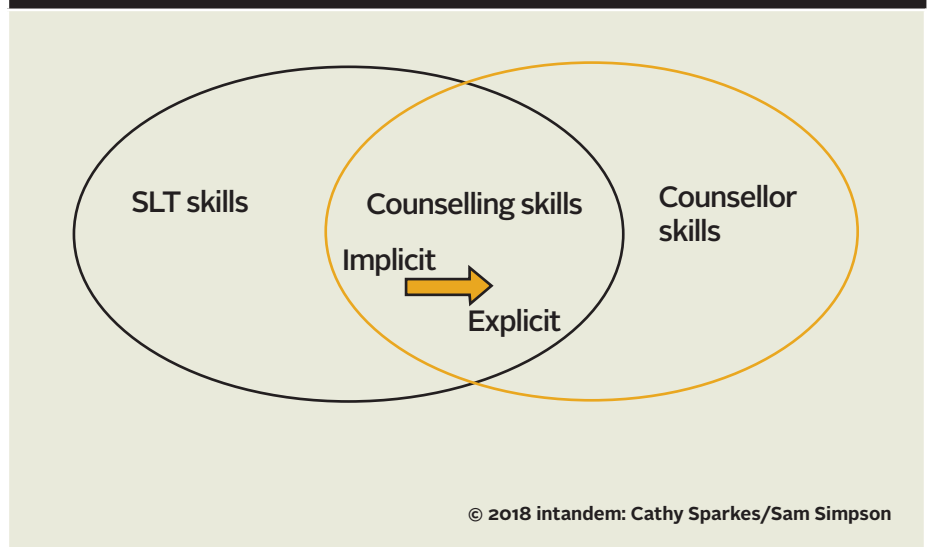 SLT skills
Counselling skills
Counsellor
skills
Implicit
Explicit
© 2018 intandem: Cathy Sparkes/Sam Simpson